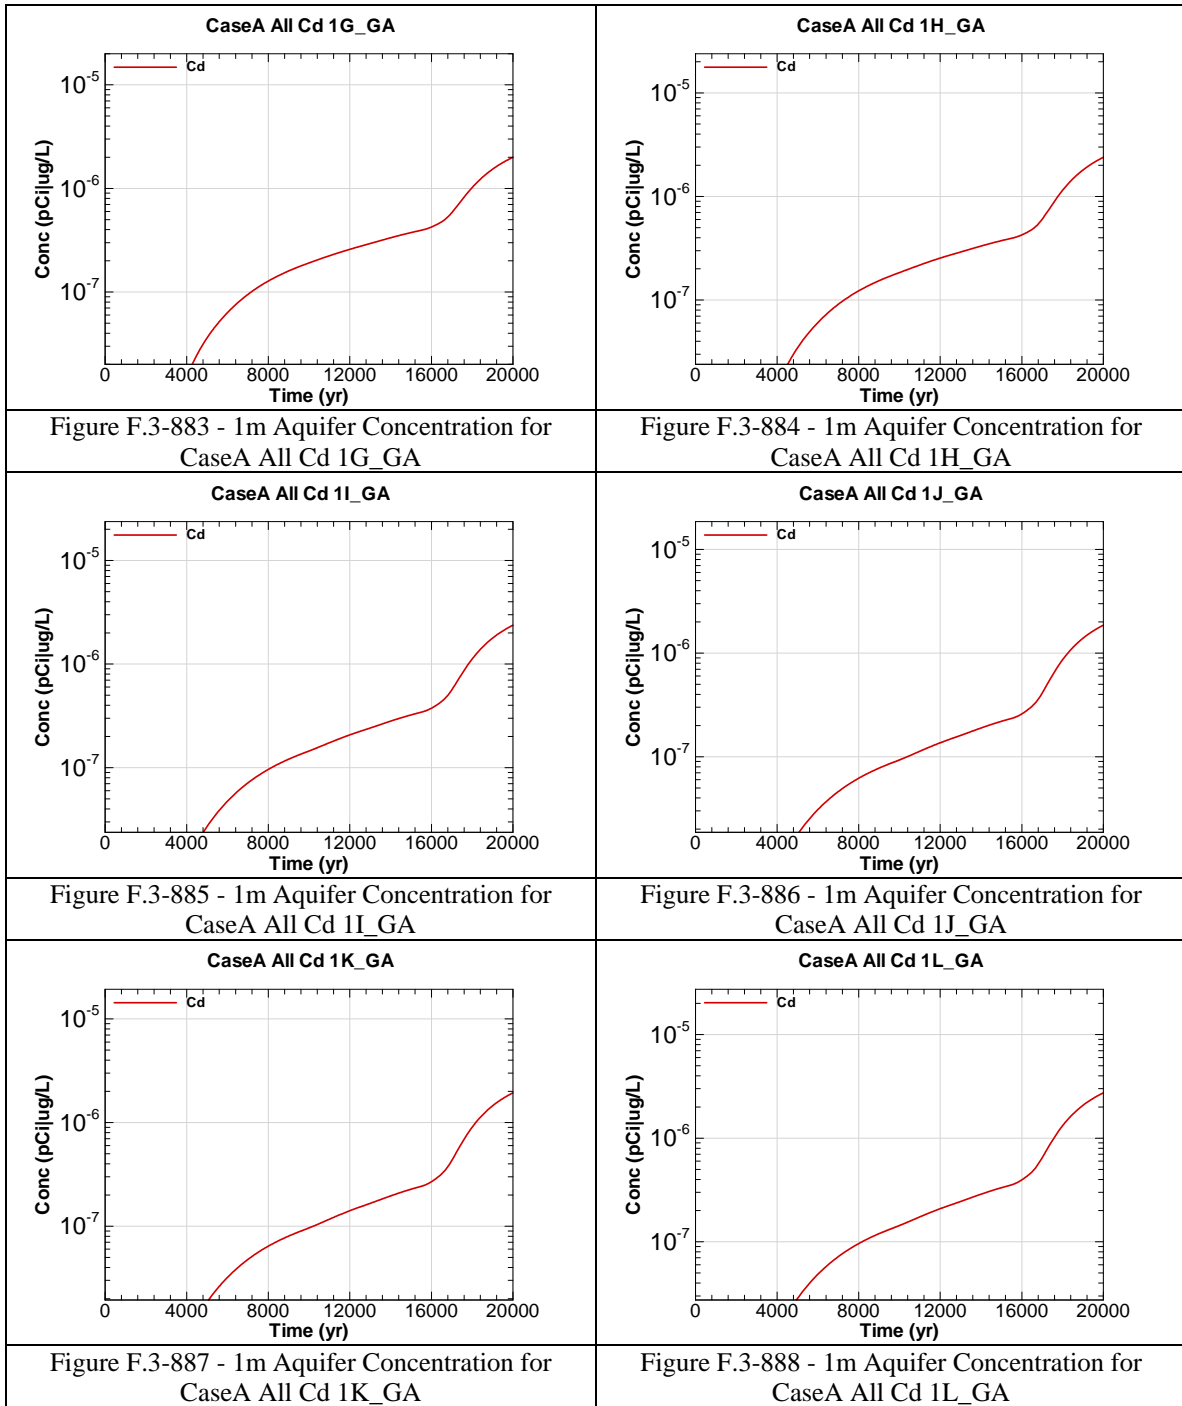 CaseA All Cd 1G_GA
Cd
10-5
10-6
10-7
Conc (pCi|ug/L)
0 4000 8000 12000 16000 20000
Time (yr)
Figure F.3-883 - 1m Aquifer Concentration for
CaseA All Cd 1G_GA
CaseA All Cd 1H_GA
Cd
10-5
10-6
10-7
Conc (pCi|ug/L)
0 4000 8000 12000 16000 20000
Time (yr)
Figure F.3-884 - 1m Aquifer Concentration for
CaseA All Cd 1H_GA
CaseA All Cd 1I_GA
Cd
10-5
10-6
10-7
Conc (pCi|ug/L)
0 4000 8000 12000 16000 20000
Time (yr)
Figure F.3-885 - 1m Aquifer Concentration for
CaseA All Cd 1I_GA
CaseA All Cd 1J_GA
Cd
10-5
10-6
10-7
Conc (pCi|ug/L)
0 4000 8000 12000 16000 20000
Time (yr)
Figure F.3-886 - 1m Aquifer Concentration for
CaseA All Cd 1J_GA
CaseA All Cd 1K_GA
Cd
10-5
10-6
10-7
Conc (pCi|ug/L)
0 4000 8000 12000 16000 20000
Time (yr)
Figure F.3-887 - 1m Aquifer Concentration for
CaseA All Cd 1K_GA
CaseA All Cd 1L_GA
Cd
10-5
10-6
10-7
Conc (pCi|ug/L)
0 4000 8000 12000 16000 20000
Time (yr)
Figure F.3-888 - 1m Aquifer Concentration for
CaseA All Cd 1L_GA